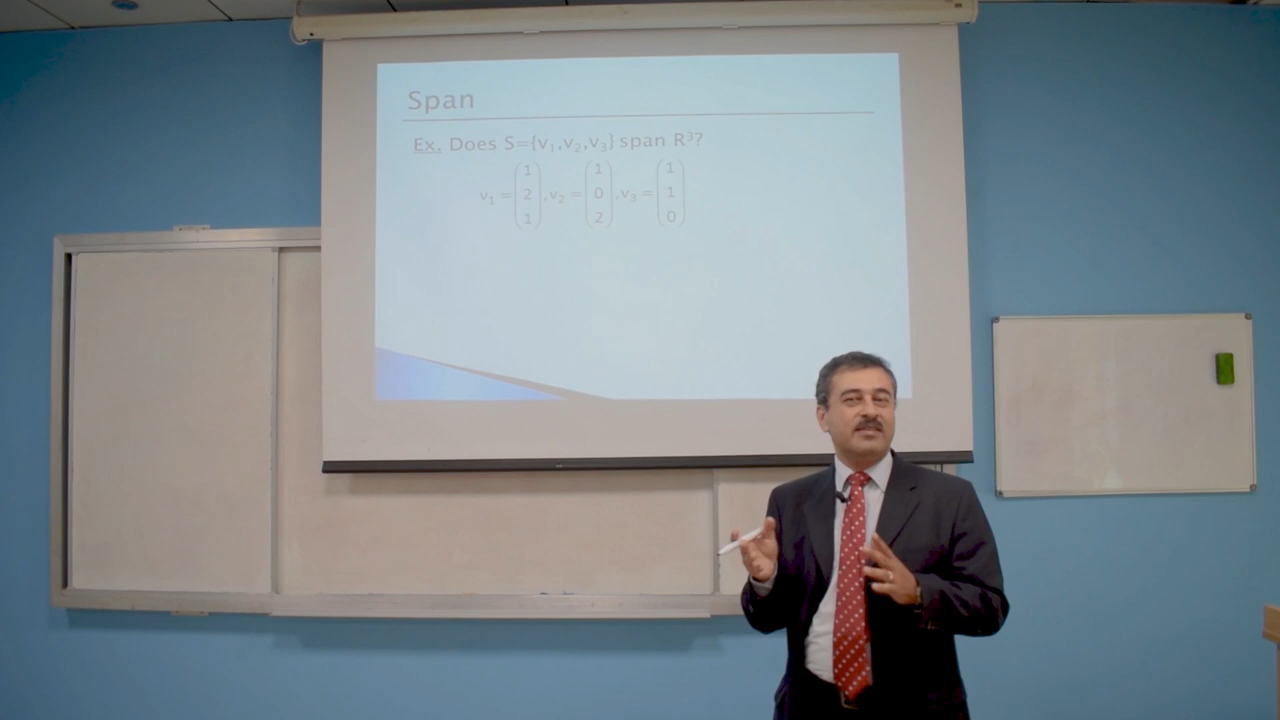 Span
Ex. Does S={v₁,v₂,v₃} span R³?
v₁ = (1 2 1), v₂ = (1 0 2), v₃ = (1 1 0)